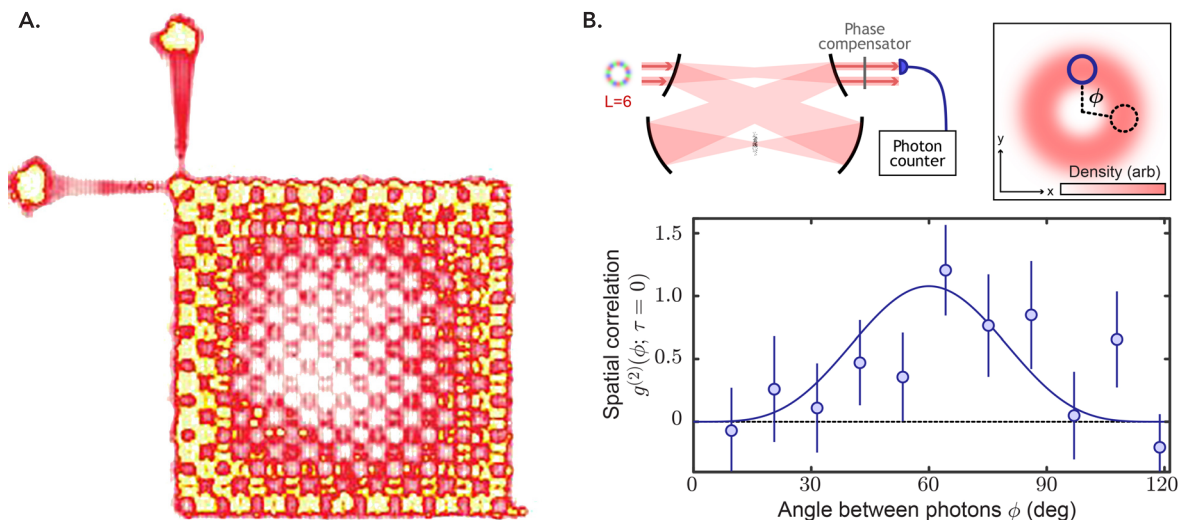 A.
B.
Phase
compensator
L=6
Photon
counter
ϕ
y
x
Density (arb)
Spatial correlation
g⁽²⁾(ϕ; τ = 0)
1.5
1.0
0.5
0
0 30 60 90 120
Angle between photons ϕ (deg)